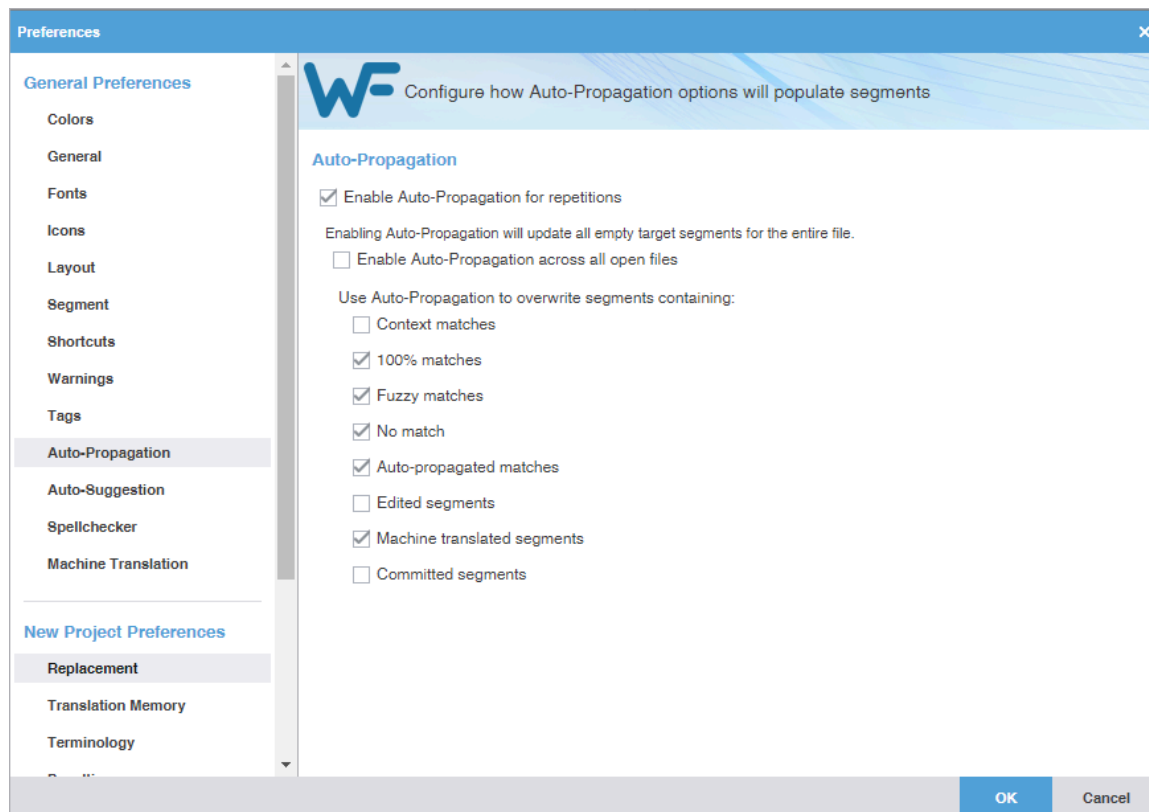 Preferences
General Preferences
Colors
General
Fonts
Icons
Layout
Segment
Shortcuts
Warnings
Tags
Auto-Propagation
Auto-Suggestion
Spellchecker
Machine Translation
New Project Preferences
Replacement
Translation Memory
Terminology
WF
Configure how Auto-Propagation options will populate segments
Auto-Propagation
Enable Auto-Propagation for repetitions
Enabling Auto-Propagation will update all empty target segments for the entire file.
Enable Auto-Propagation across all open files
Use Auto-Propagation to overwrite segments containing:
Context matches
100% matches
Fuzzy matches
No match
Auto-propagated matches
Edited segments
Machine translated segments
Committed segments
OK
Cancel